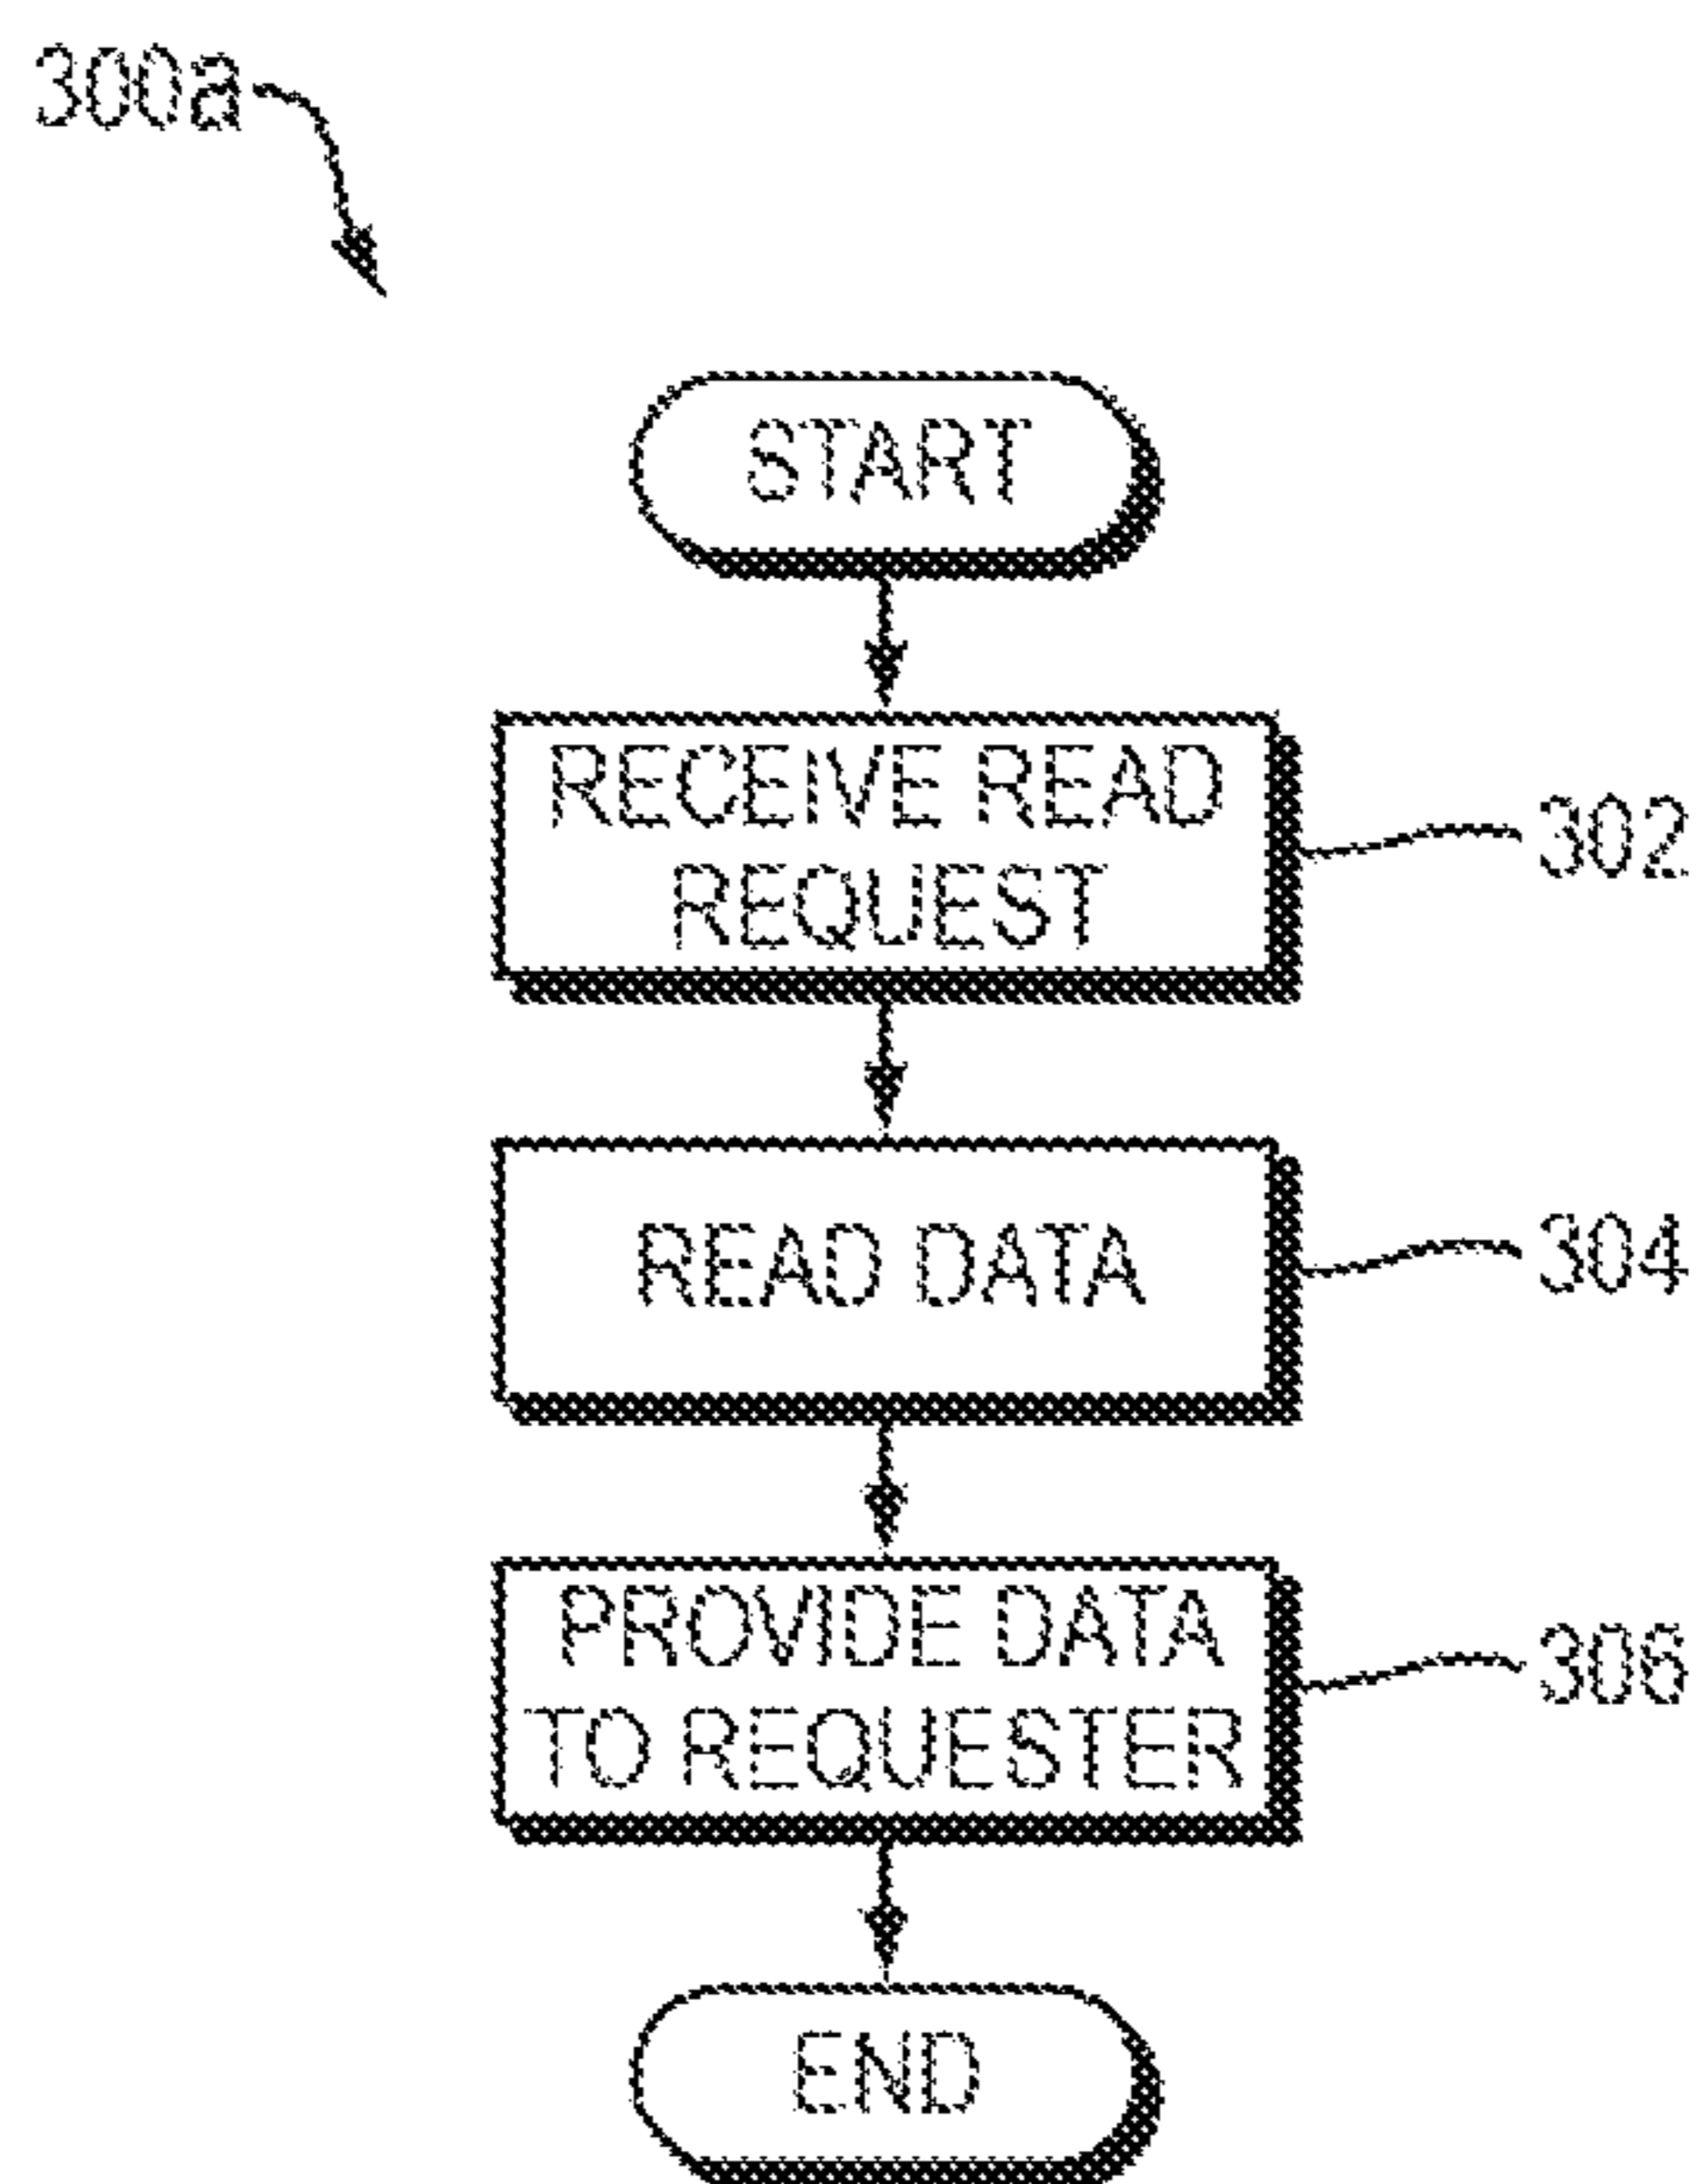 300a
START
RECEIVE READ
REQUEST
302
READ DATA
304
PROVIDE DATA
TO REQUESTER
306
END